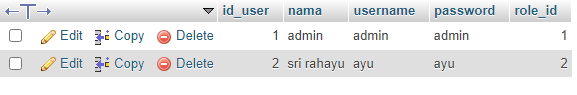 id_user nama username password role_id
Edit Copy Delete 1 admin admin admin 1
Edit Copy Delete 2 sri rahayu ayu ayu 2